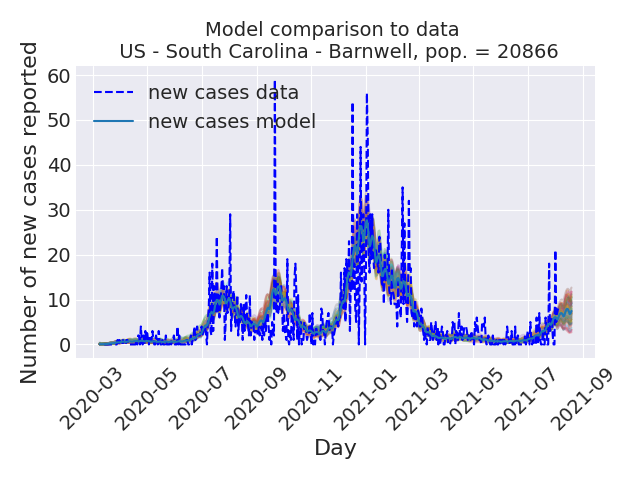 Model comparison to data
US - South Carolina - Barnwell, pop. = 20866
Number of new cases reported
60
50
40
30
20
10
0
new cases data
new cases model
2020-03
2020-05
2020-07
2020-09
2020-11
2021-01
2021-03
2021-05
2021-07
2021-09
Day